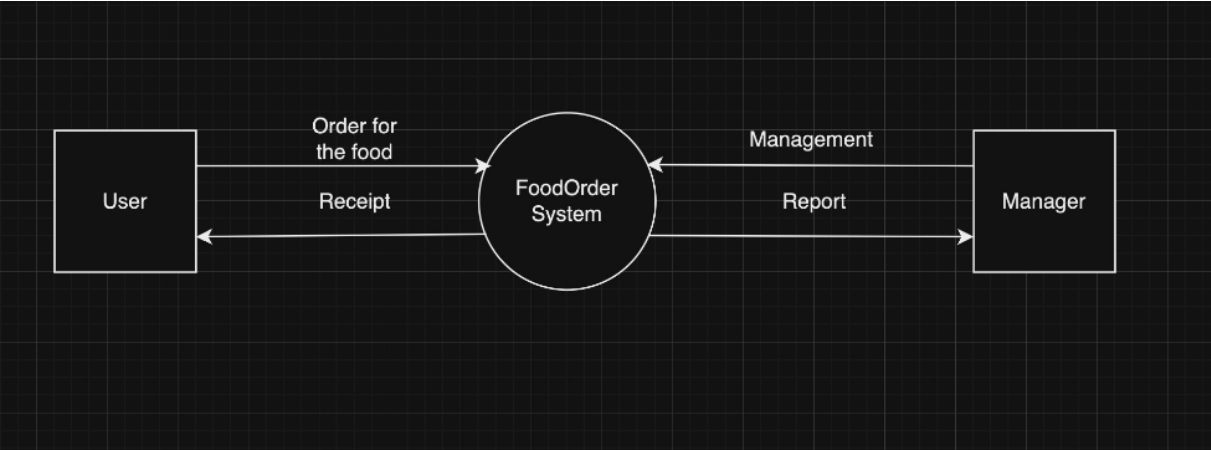 Order for
the food
Management
User
Receipt
FoodOrder
System
Report
Manager